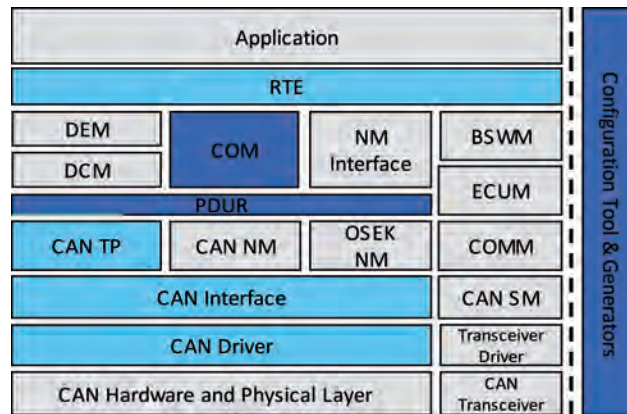 Application
RTE
DEM
DCM
COM
NM
Interface
BSWM
ECUM
PDUR
CAN TP
CAN NM
OSEK
NM
COMM
CAN Interface
CAN SM
CAN Driver
Transceiver
Driver
CAN Hardware and Physical Layer
CAN
Transceiver
Configuration Tool & Generators